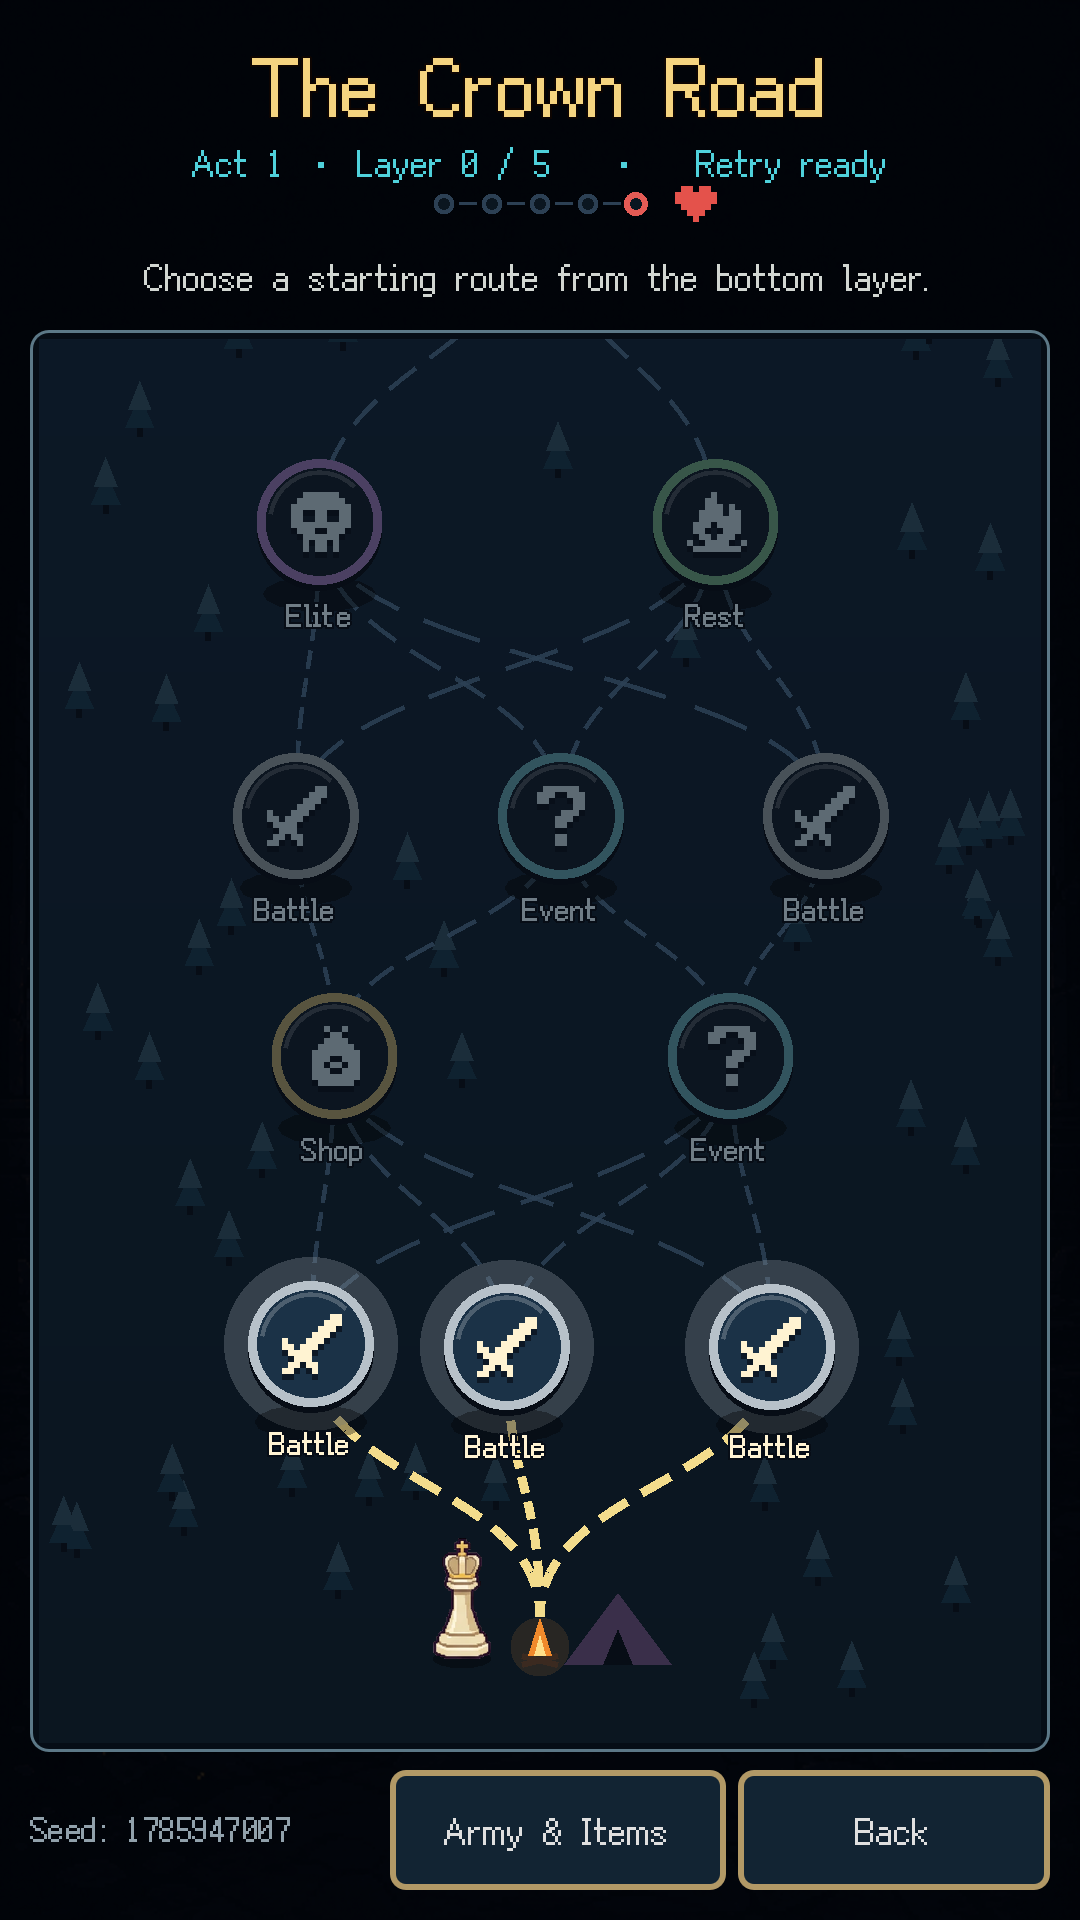 The Crown Road
Act 1 · Layer 0 / 5 · Retry ready
Choose a starting route from the bottom layer.
Elite
Rest
Battle
Event
Battle
Shop
Event
Battle
Battle
Battle
Seed: 1785947007
Army & Items
Back